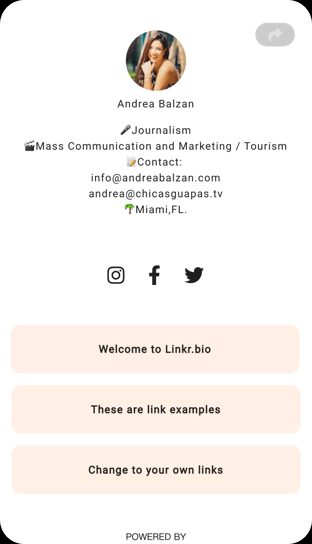 Andrea Balzan
🎤Journalism
🎬Mass Communication and Marketing / Tourism
📝Contact:
info@andreabalzan.com
andrea@chicasguapas.tv
🌴Miami,FL.
Welcome to Linkr.bio
These are link examples
Change to your own links
POWERED BY